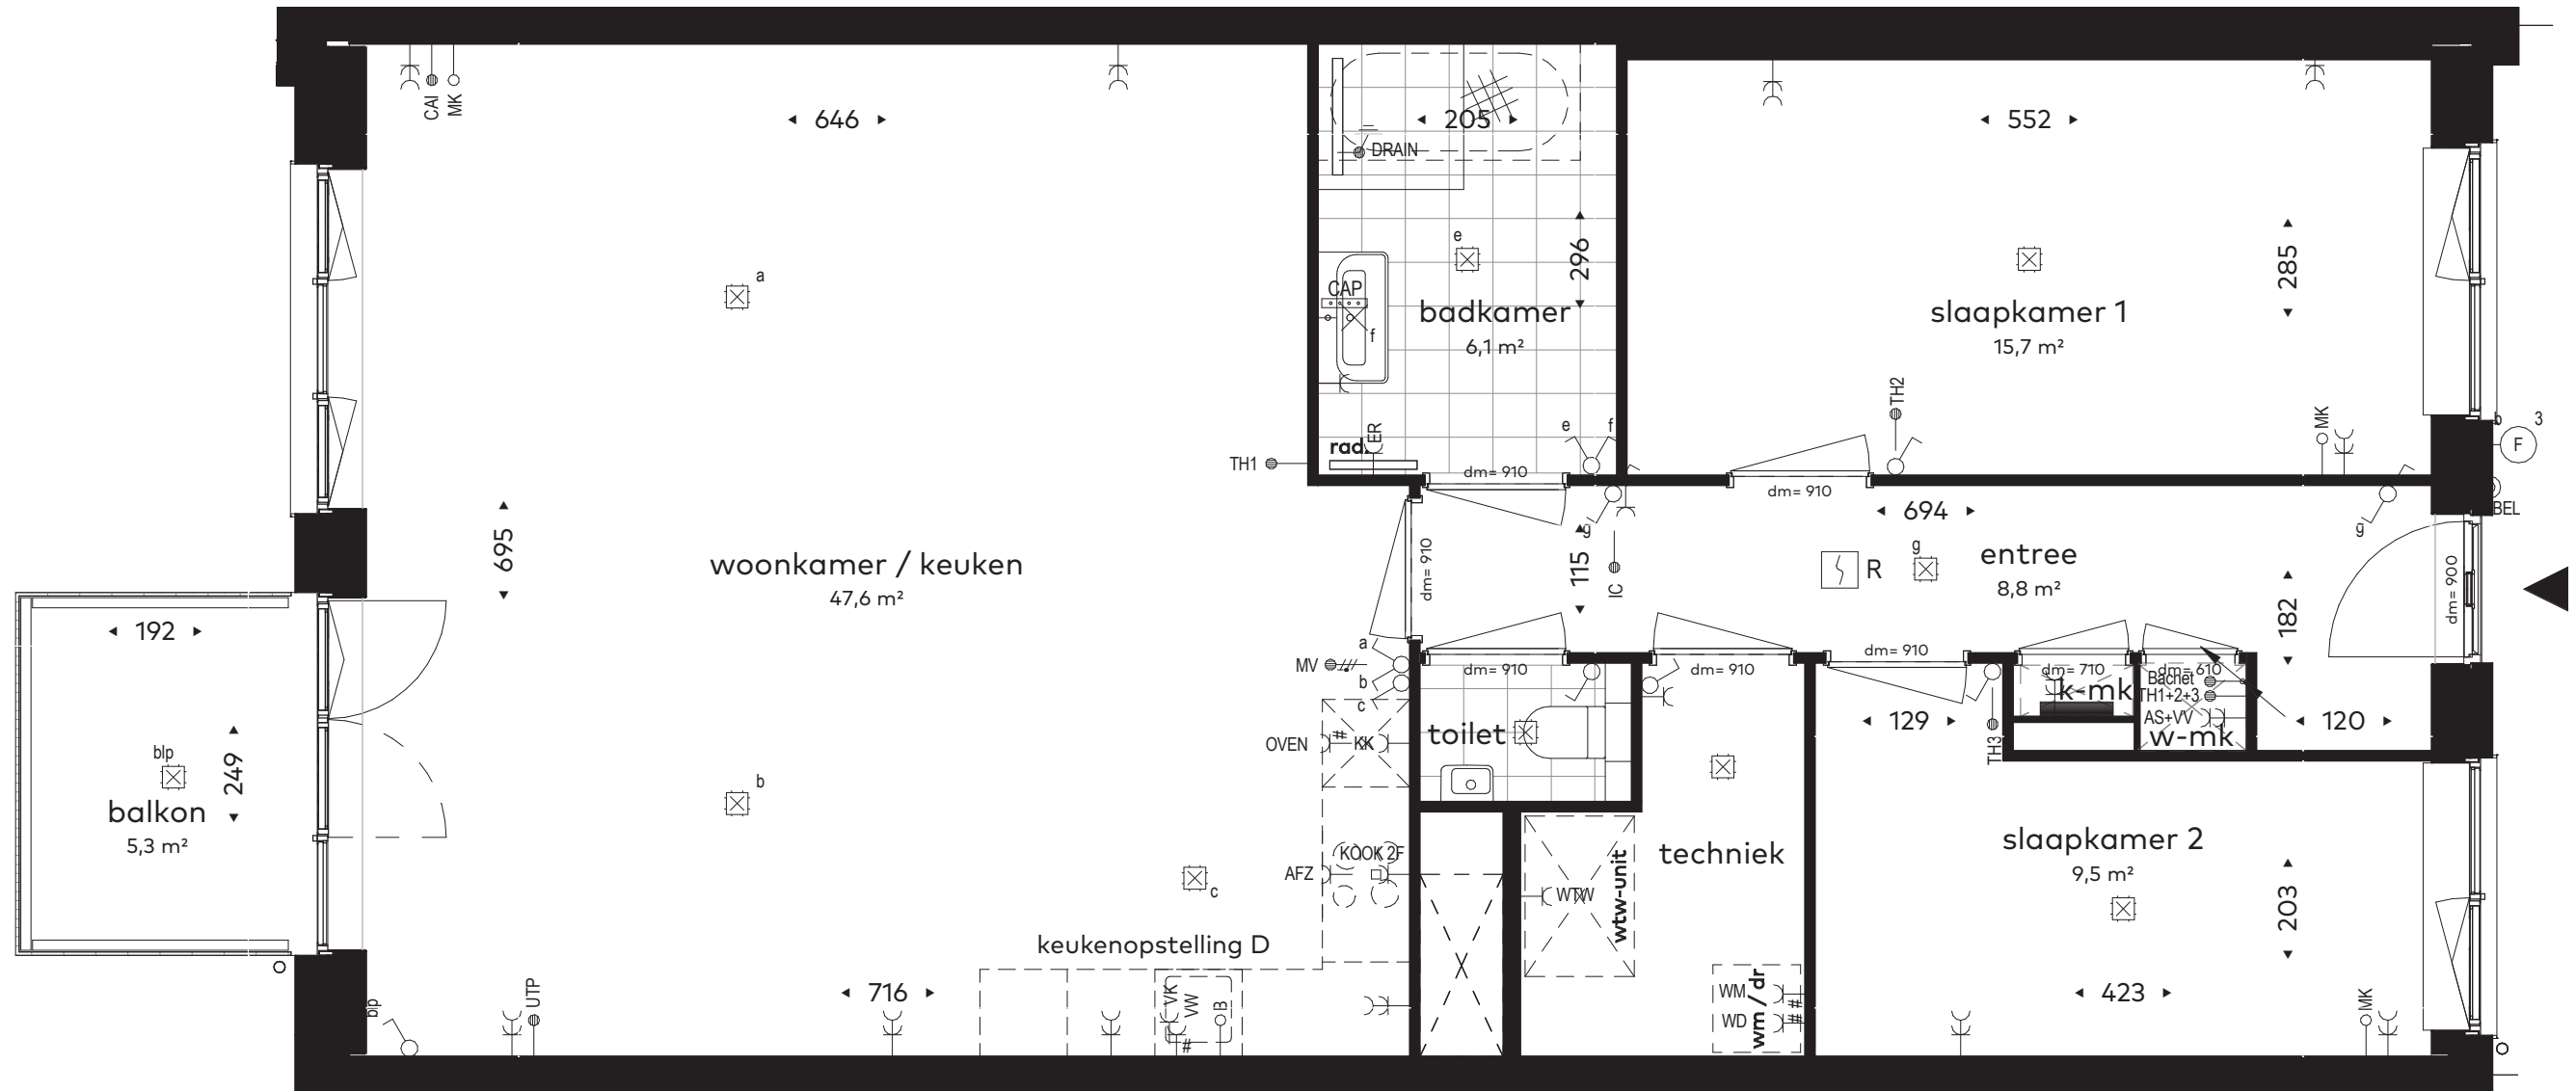 CAI
MK
646
205
552
DRAIN
a
e
296
285
CAP
f
badkamer
6,1 m²
slaapkamer 1
15,7 m²
TH2
rad.
ER
e
f
MK
b
3
F
TH1
dm= 910
dm= 910
694
BEL
g
g
g
695
woonkamer / keuken
47,6 m²
dm= 910
115
IC
R
entree
8,8 m²
182
dm= 900
192
MV
a
b
c
dm= 910
dm= 910
dm= 910
dm= 710
dm= 610
k-mk
Bachet
TH1+2+3
AS+VV
w-mk
129
TH3
120
toilet
OVEN
#
KK
blp
249
balkon
5,3 m²
b
KOOK 2F
AFZ
c
techniek
wtw-unit
WTW
slaapkamer 2
9,5 m²
203
keukenopstelling D
blp
UTP
716
VK
VW
B
#
WM
WD
wm / dr
#
#
423
MK